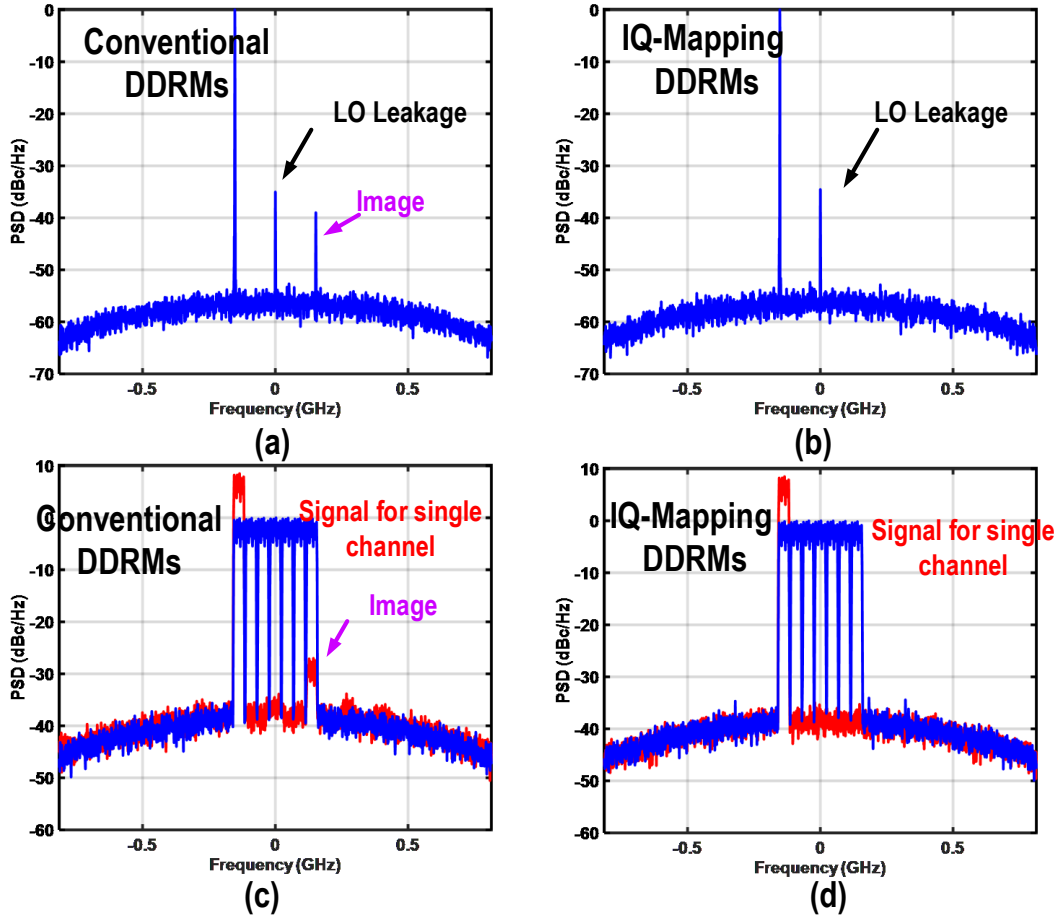 Conventional
DDRMs
LO Leakage
Image
PSD (dBc/Hz)
0
-10
-20
-30
-40
-50
-60
-70
-0.5
0
0.5
Frequency (GHz)
(a)
IQ-Mapping
DDRMs
LO Leakage
PSD (dBc/Hz)
0
-10
-20
-30
-40
-50
-60
-70
-0.5
0
0.5
Frequency (GHz)
(b)
Conventional
DDRMs
Signal for single
channel
Image
PSD (dBc/Hz)
10
0
-10
-20
-30
-40
-50
-60
-0.5
0
0.5
Frequency (GHz)
(c)
IQ-Mapping
DDRMs
Signal for single
channel
PSD (dBc/Hz)
10
0
-10
-20
-30
-40
-50
-60
-0.5
0
0.5
Frequency (GHz)
(d)